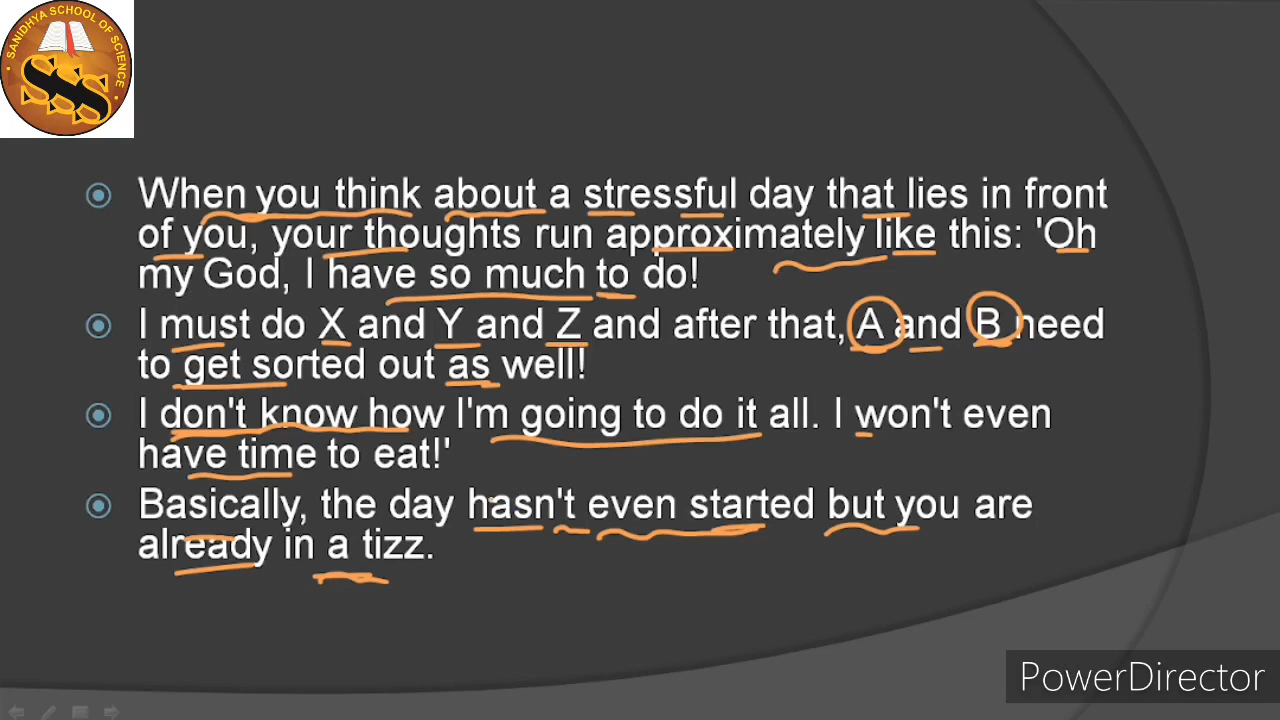 SANIDHYA SCHOOL OF SCIENCE
SSS
When you think about a stressful day that lies in front
of you, your thoughts run approximately like this: 'Oh
my God, I have so much to do!
I must do X and Y and Z and after that, A and B need
to get sorted out as well!
I don't know how I'm going to do it all. I won't even
have time to eat!'
Basically, the day hasn't even started but you are
already in a tizz.
PowerDirector